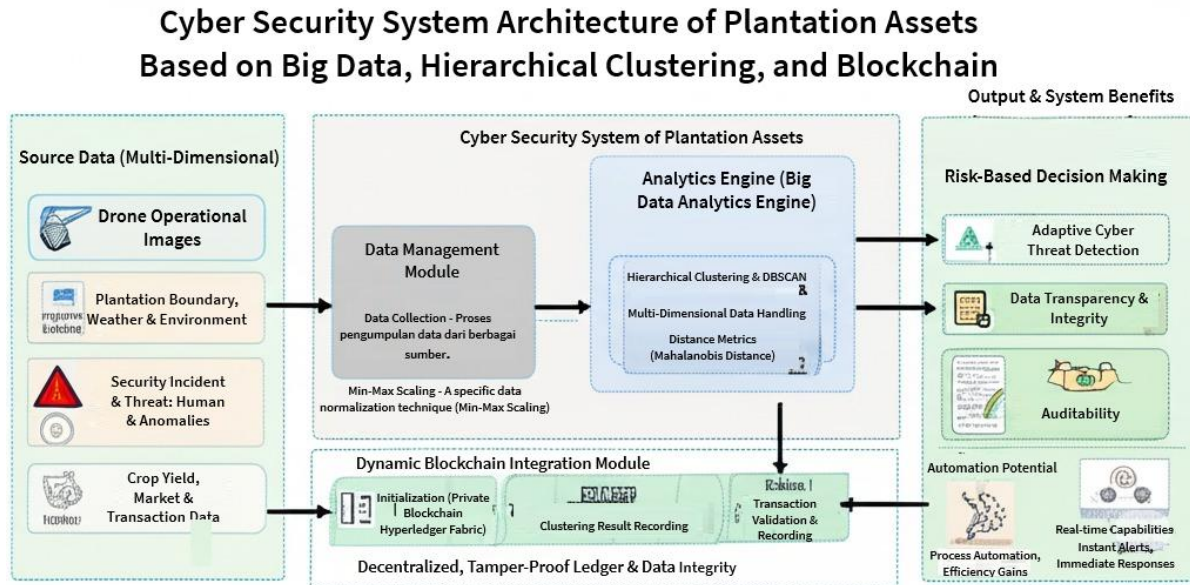 Cyber Security System Architecture of Plantation Assets
Based on Big Data, Hierarchical Clustering, and Blockchain
Source Data (Multi-Dimensional)
Drone Operational
Images
Plantation Boundary,
Weather & Environment
Security Incident
& Threat: Human
& Anomalies
Crop Yield,
Market &
Transaction Data
Cyber Security System of Plantation Assets
Data Management
Module
Data Collection - Proses
pengumpulan data dari berbagai
sumber.
Min-Max Scaling - A specific data
normalization technique (Min-Max Scaling)
Analytics Engine (Big
Data Analytics Engine)
Hierarchical Clustering & DBSCAN
Multi-Dimensional Data Handling
Distance Metrics
(Mahalanobis Distance)
Dynamic Blockchain Integration Module
Initialization (Private
Blockchain
Hyperledger Fabric)
Clustering Result Recording
Transaction
Validation &
Recording
Decentralized, Tamper-Proof Ledger & Data Integrity
Output & System Benefits
Risk-Based Decision Making
Adaptive Cyber
Threat Detection
Data Transparency &
Integrity
Auditability
Automation Potential
Process Automation,
Efficiency Gains
Real-time Capabilities
Instant Alerts,
Immediate Responses